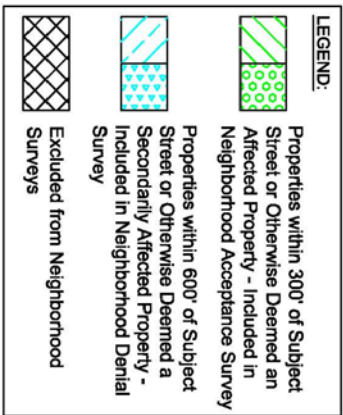 LEGEND:
Properties within 300' of Subject
Street or Otherwise Deemed an
Affected Property - Included in
Neighborhood Acceptance Survey
Properties within 600' of Subject
Street or Otherwise Deemed a
Secondarily Affected Property -
Included in Neighborhood Denial
Survey
Excluded from Neighborhood
Surveys